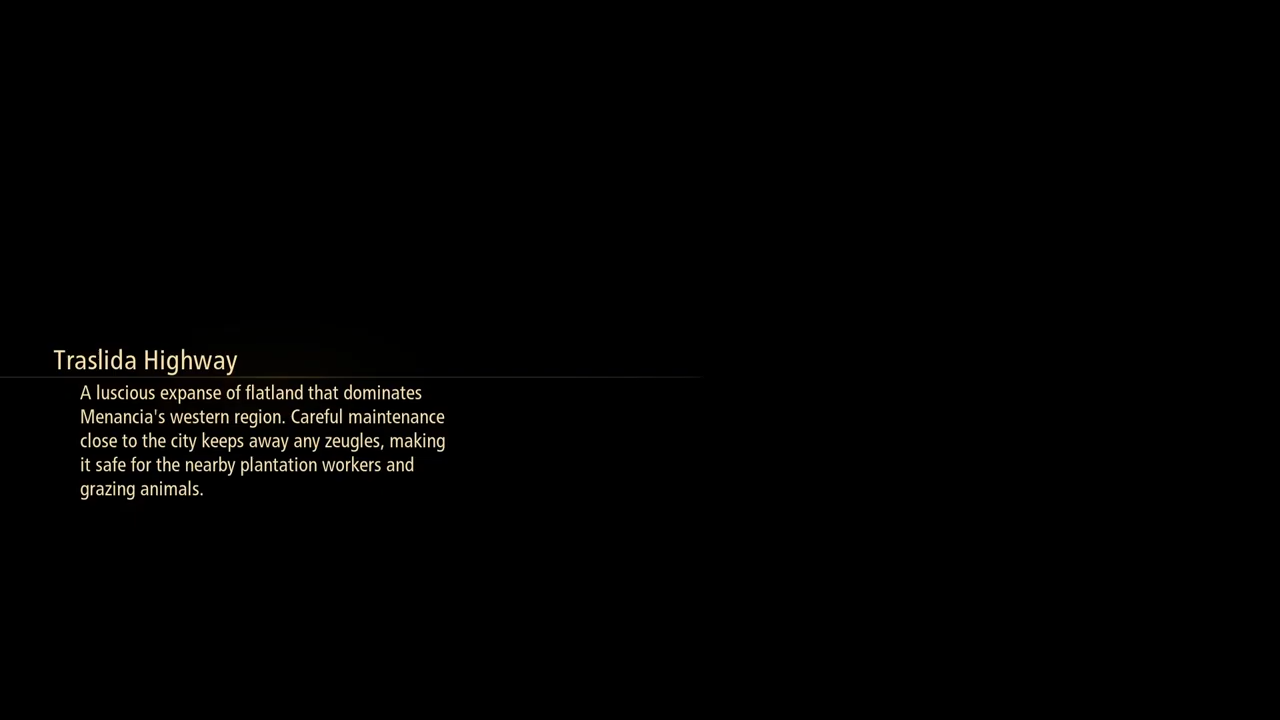 Traslida Highway
A luscious expanse of flatland that dominates
Menancia's western region. Careful maintenance
close to the city keeps away any zeugles, making
it safe for the nearby plantation workers and
grazing animals.